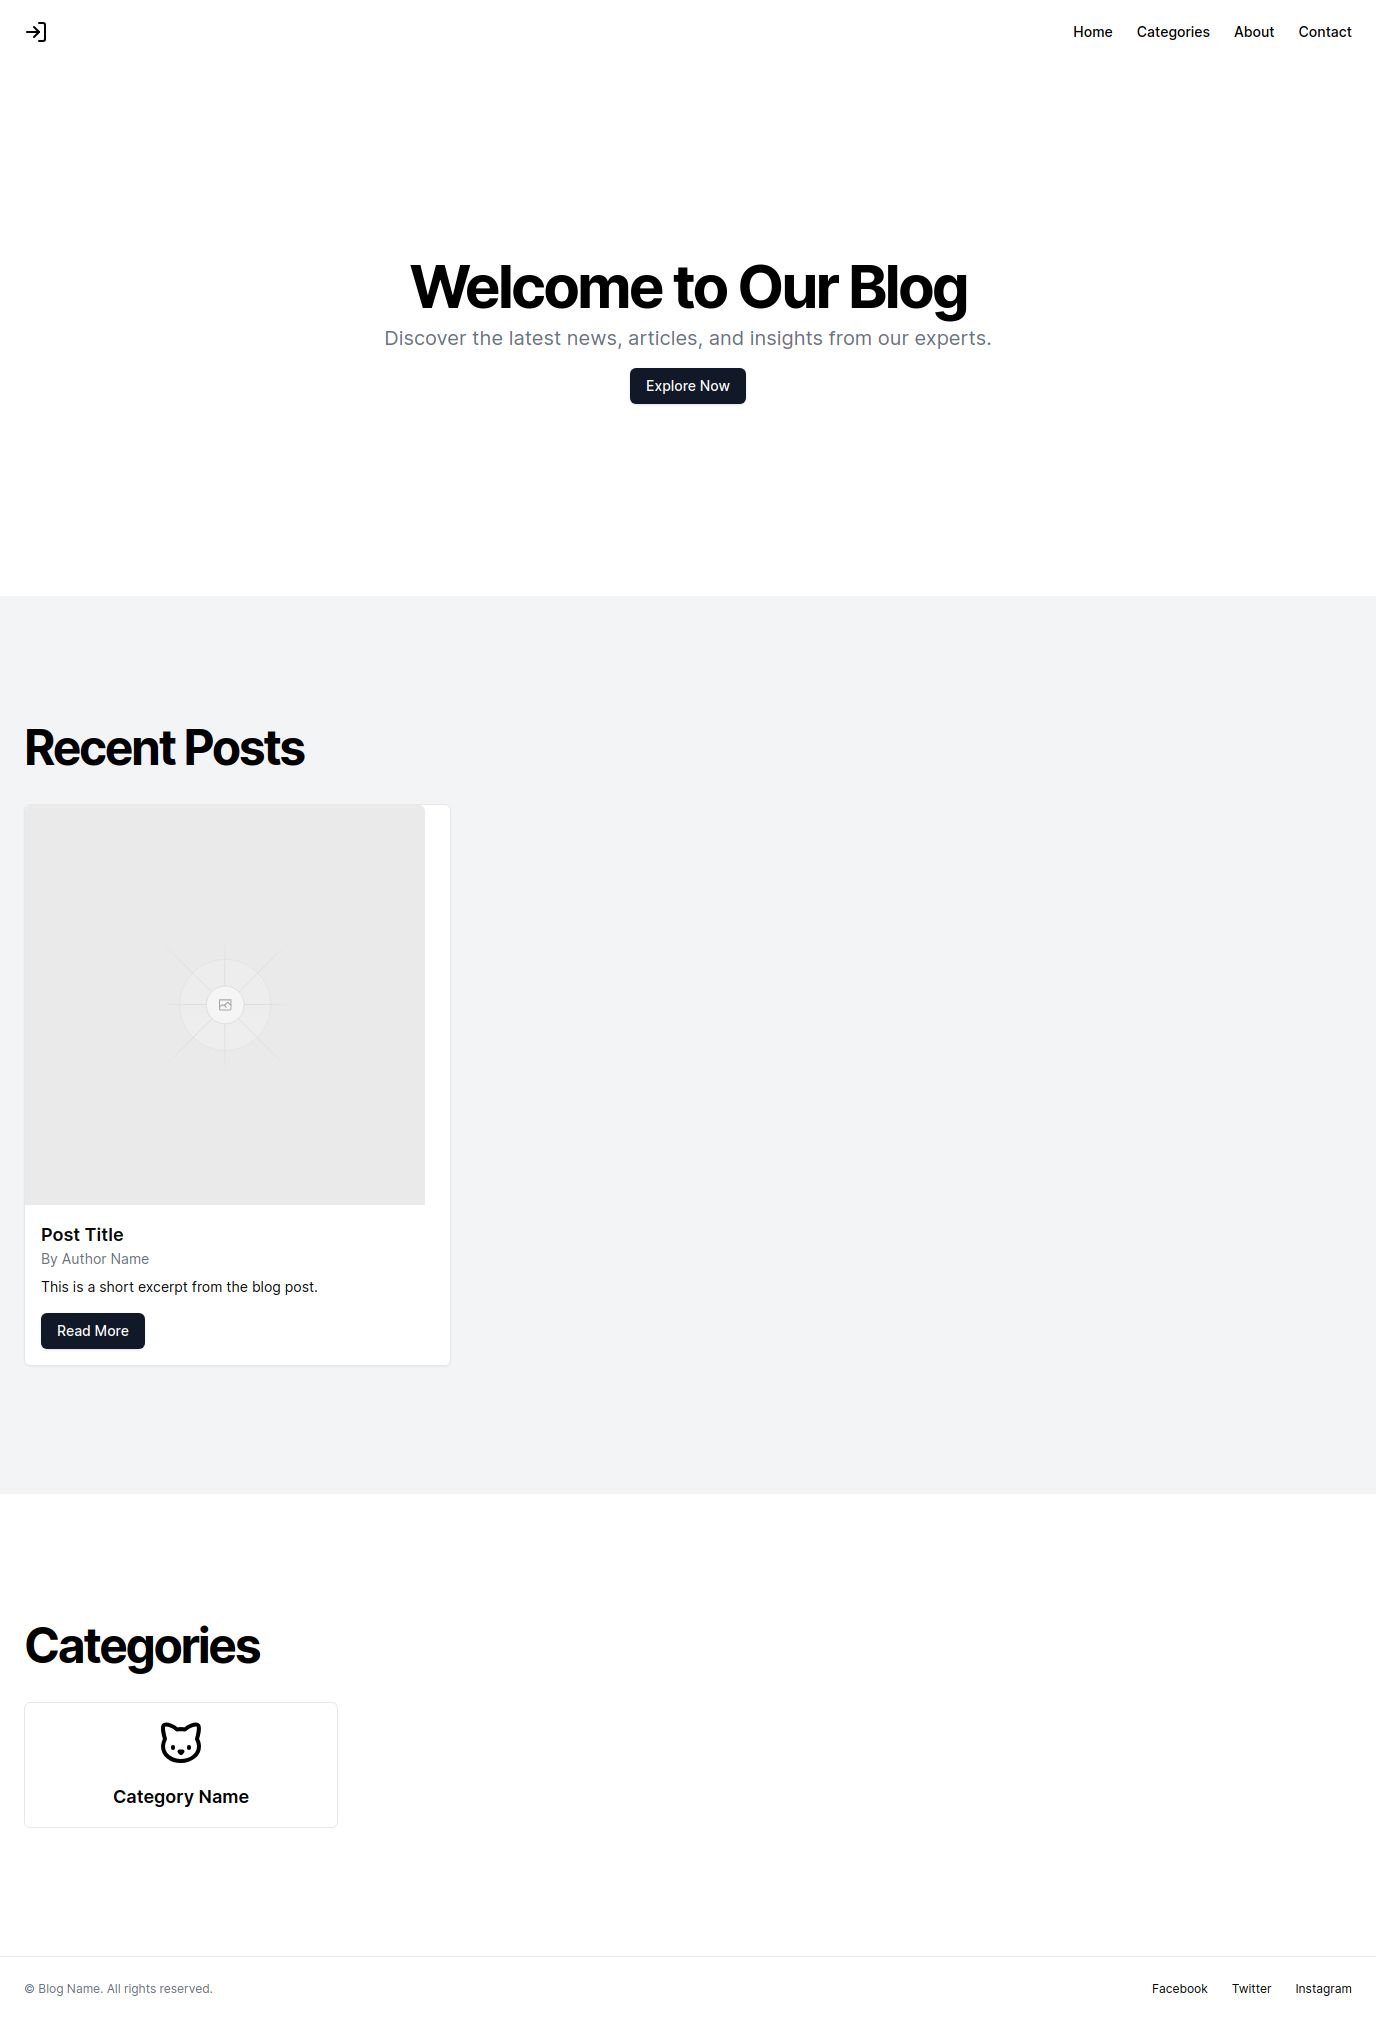 Home Categories About Contact
Welcome to Our Blog
Discover the latest news, articles, and insights from our experts.
Explore Now
Recent Posts
Post Title
By Author Name
This is a short excerpt from the blog post.
Read More
Categories
Category Name
© Blog Name. All rights reserved. Facebook Twitter Instagram